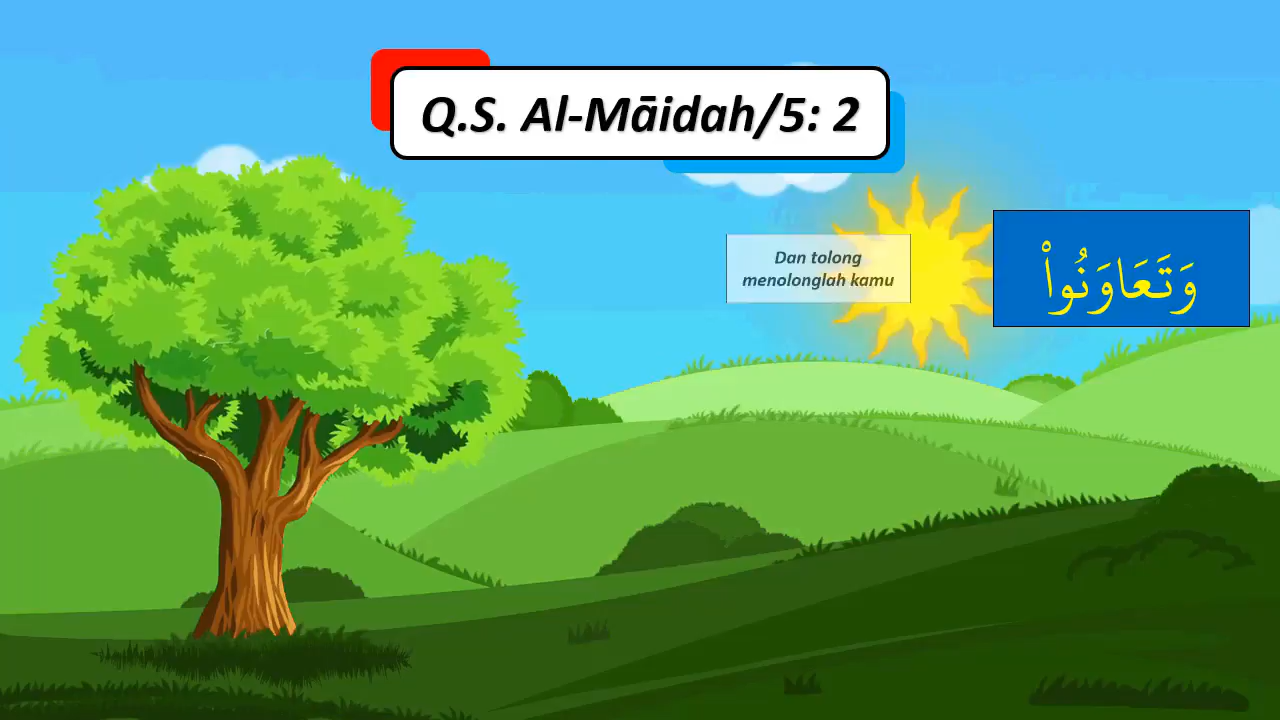 Q.S. Al-Māidah/5: 2
Dan tolong
menolonglah kamu
وَتَعَاوَنُوا۟